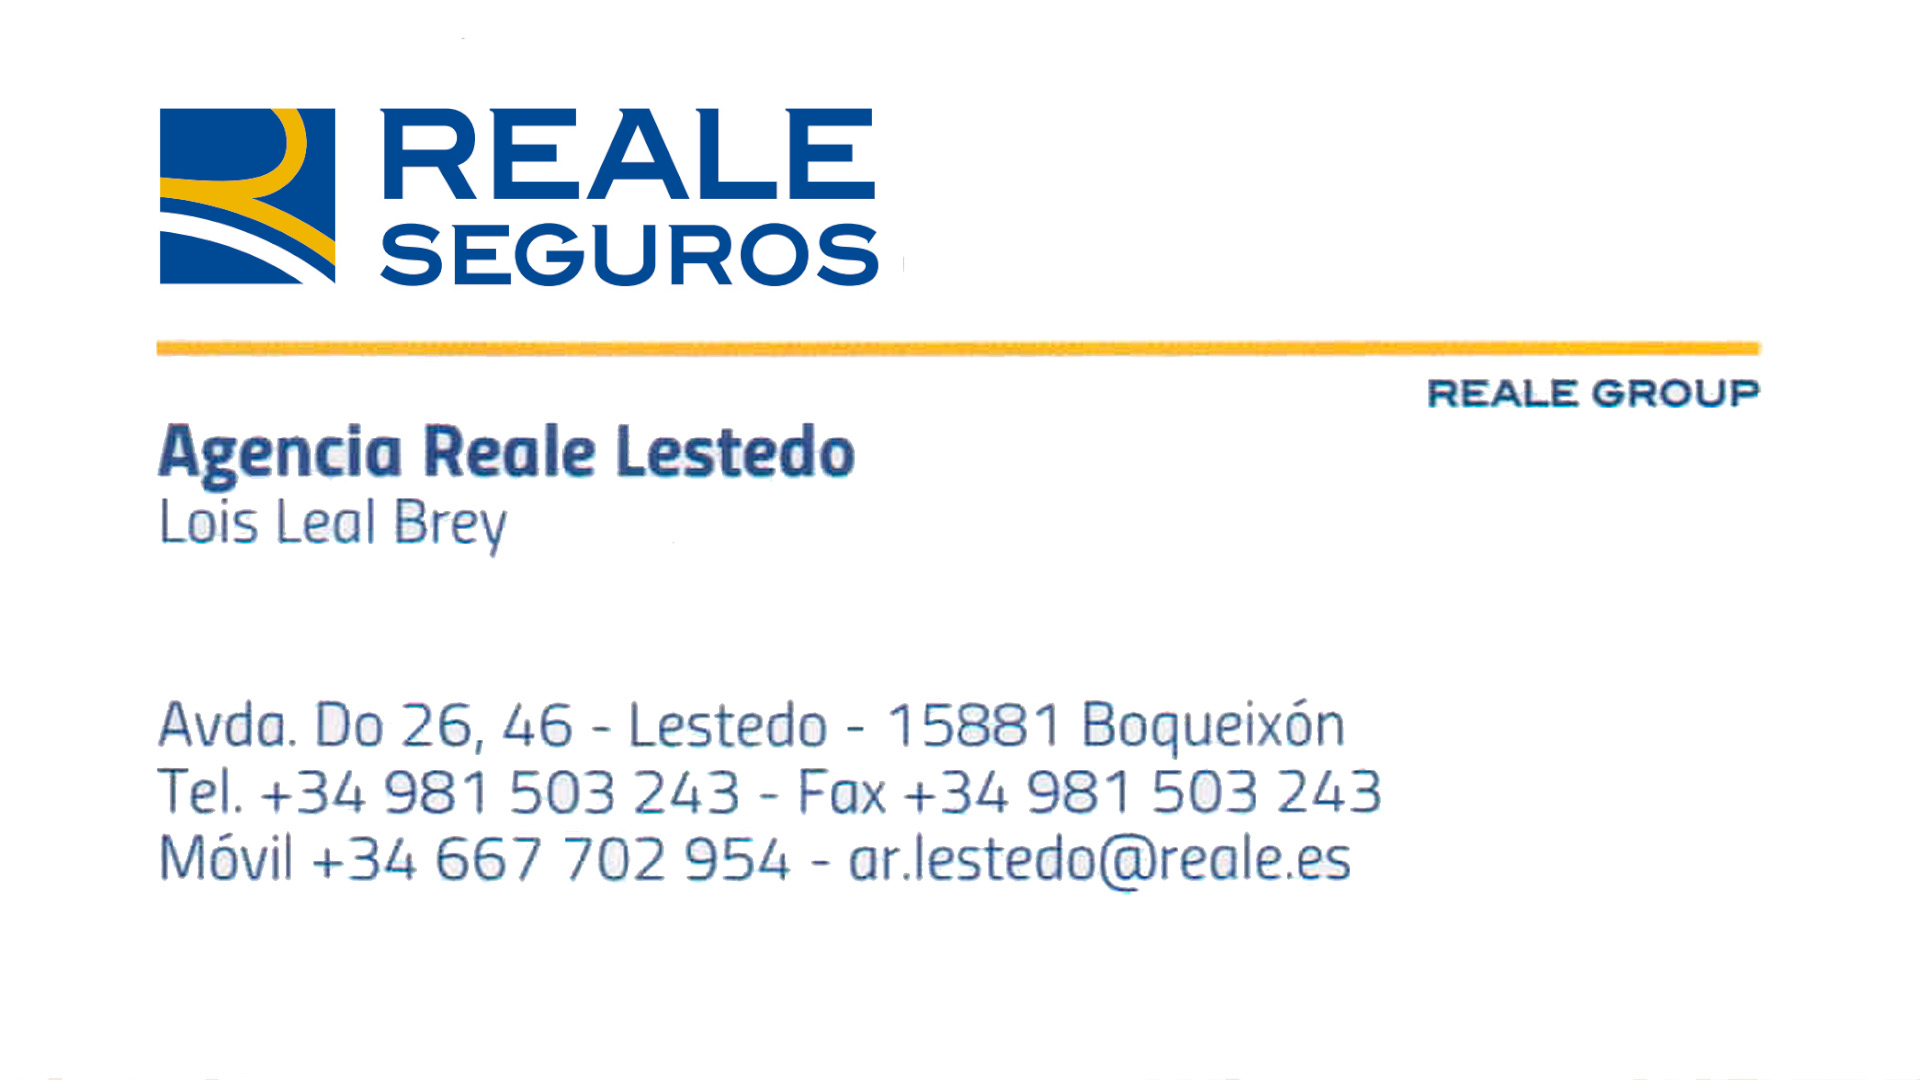 REALE
SEGUROS
REALE GROUP
Agencia Reale Lestedo
Lois Leal Brey
Avda. Do 26, 46 - Lestedo - 15881 Boqueixón
Tel. +34 981 503 243 - Fax +34 981 503 243
Móvil +34 667 702 954 - ar.lestedo@reale.es